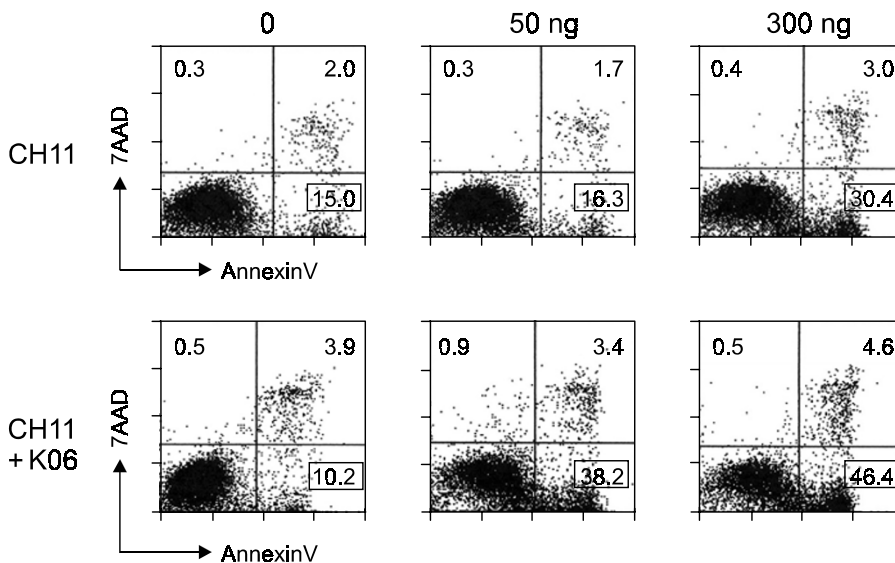 0 50 ng 300 ng
0.3 2.0 0.3 1.7 0.4 3.0
CH11
7AAD
15.0 16.3 30.4
AnnexinV
0.5 3.9 0.9 3.4 0.5 4.6
CH11
+ K06
7AAD
10.2 38.2 46.4
AnnexinV